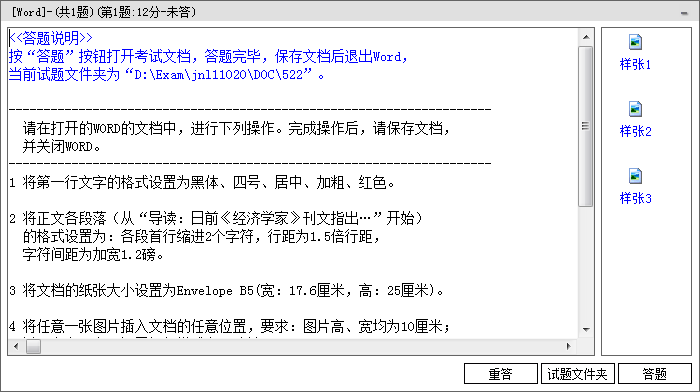 [Word]-(共1题)(第1题:12分-未答)
<<答题说明>>
按“答题”按钮打开考试文档，答题完毕，保存文档后退出Word，
当前试题文件夹为“D:\Exam\jnl11020\DOC\522”。
------------------------------------------------------------
请在打开的WORD的文档中，进行下列操作。完成操作后，请保存文档，
并关闭WORD。
------------------------------------------------------------
1 将第一行文字的格式设置为黑体、四号、居中、加粗、红色。
2 将正文各段落（从“导读：日前《经济学家》刊文指出…”开始）
的格式设置为：各段首行缩进2个字符，行距为1.5倍行距，
字符间距为加宽1.2磅。
3 将文档的纸张大小设置为Envelope B5(宽：17.6厘米，高：25厘米)。
4 将任意一张图片插入文档的任意位置，要求：图片高、宽均为10厘米；
样张1
样张2
样张3
重答
试题文件夹
答题